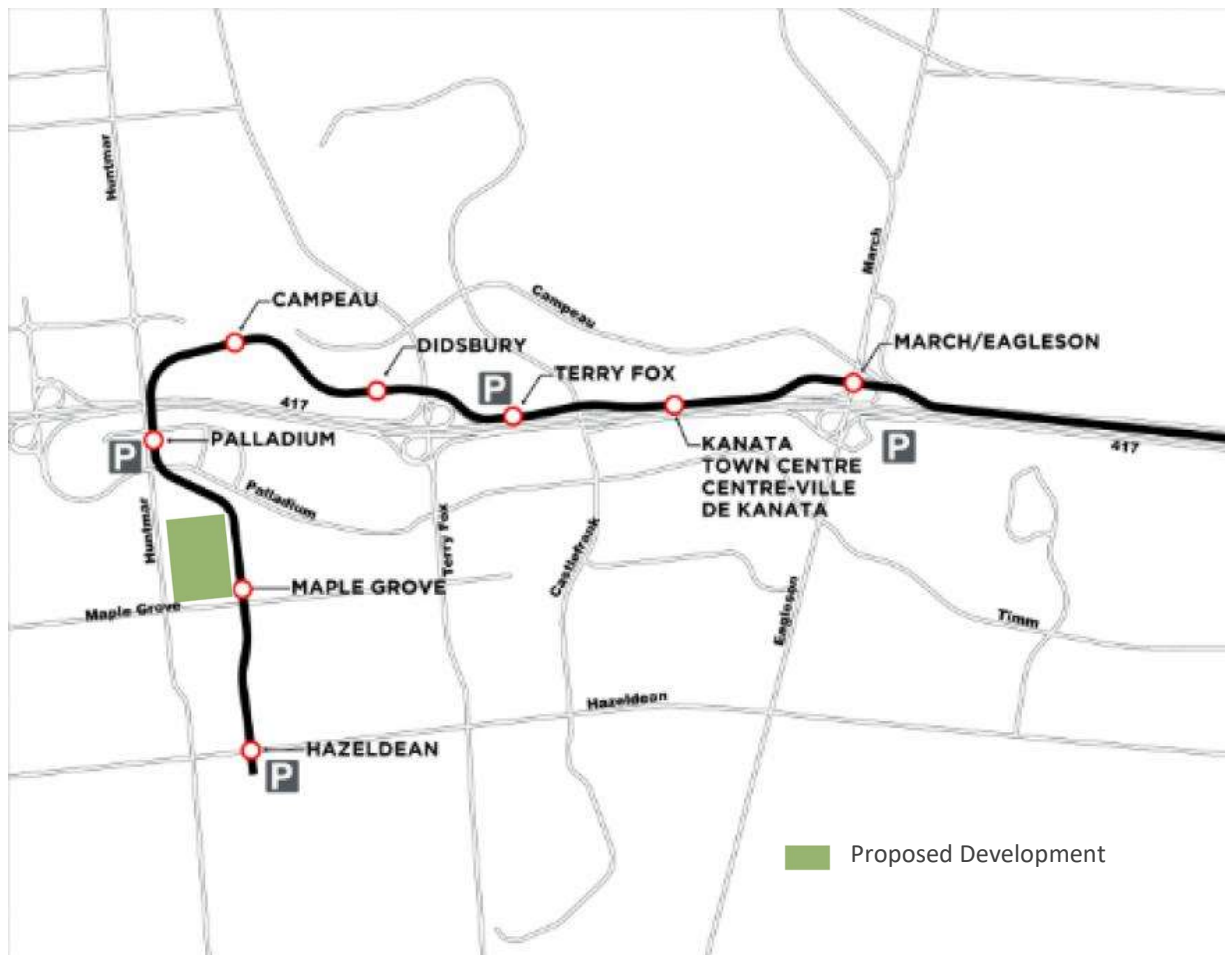 Huntmar
March
Campeau
CAMPEAU
DIDSBURY
MARCH/EAGLESON
P
TERRY FOX
417
PALLADIUM
P
KANATA
TOWN CENTRE
CENTRE-VILLE
DE KANATA
P
417
Palladium
Huntmar
Terry Fox
Castlefrank
MAPLE GROVE
Maple Grove
Eagleson
Timm
Hazeldean
HAZELDEAN
P
Proposed Development